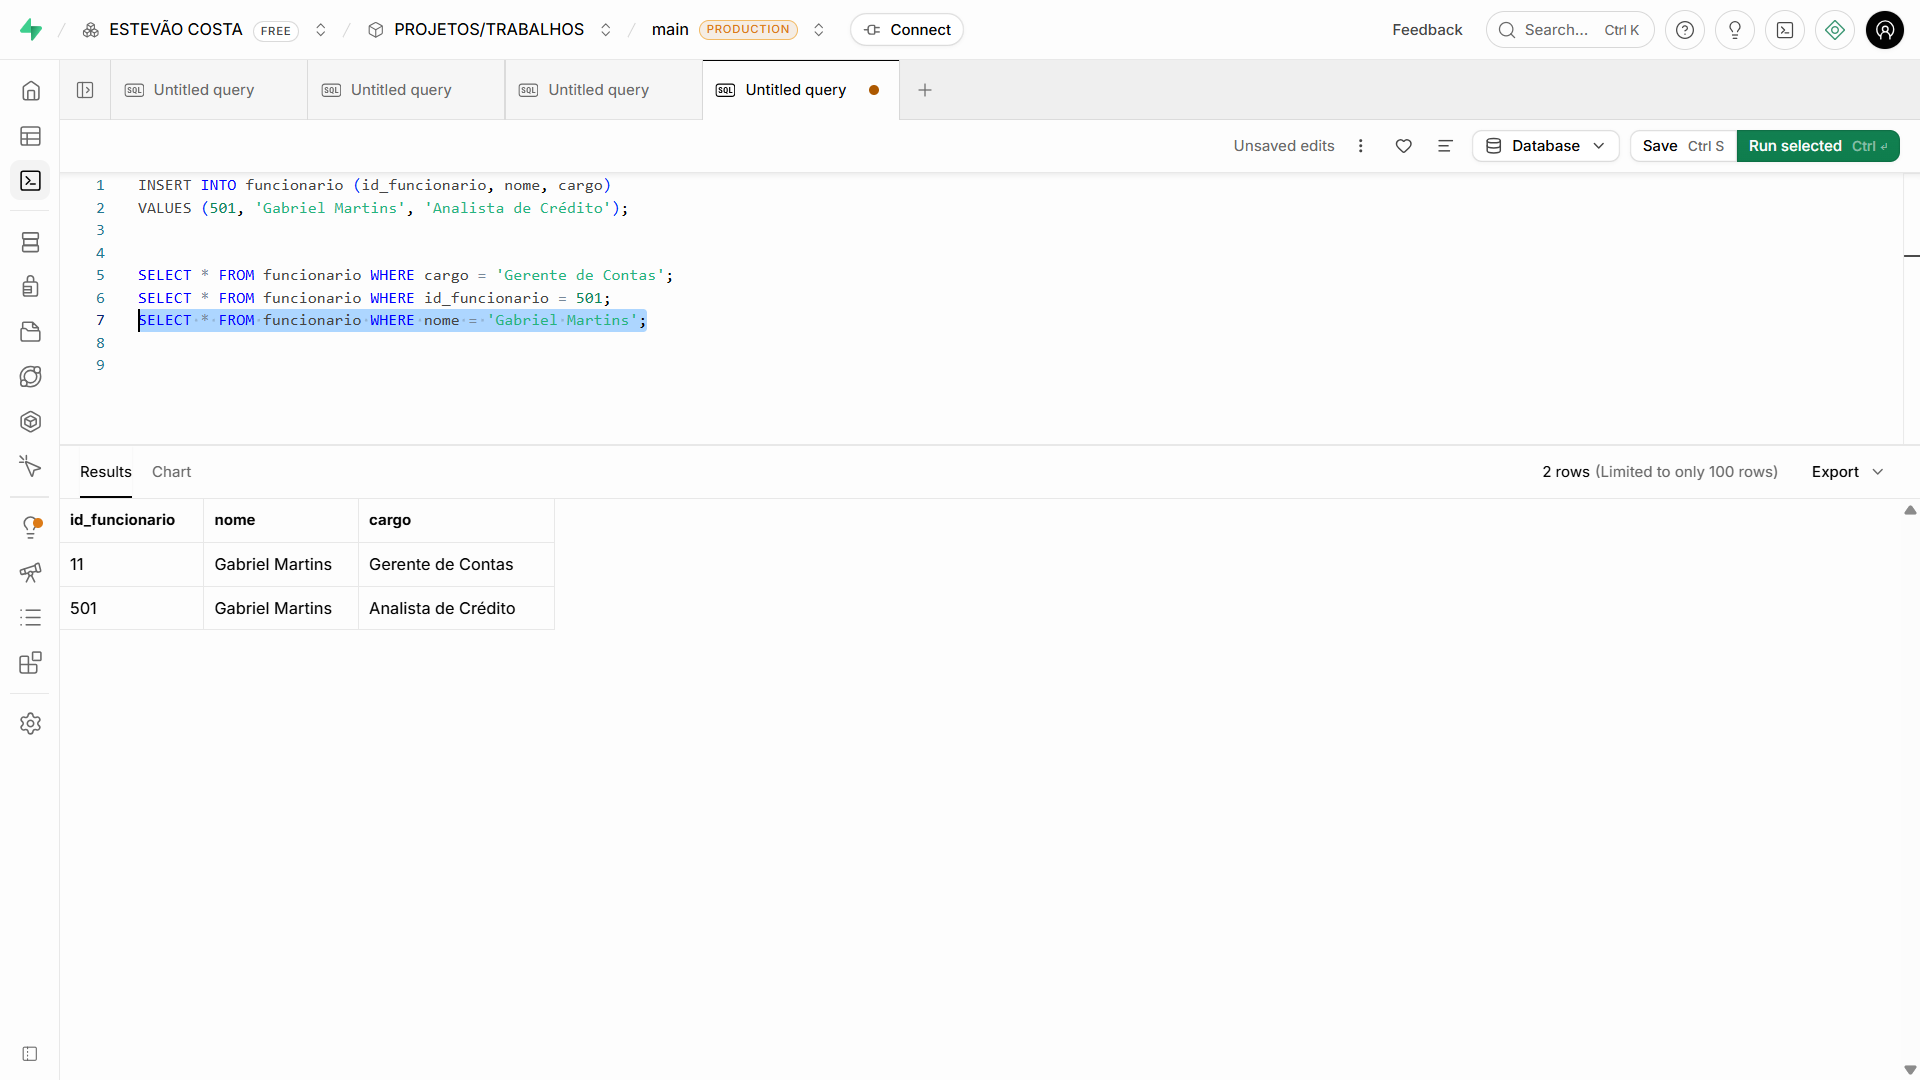 ESTEVÃO COSTA FREE PROJETOS/TRABALHOS main PRODUCTION Connect Feedback Search... Ctrl K
SQL Untitled query SQL Untitled query SQL Untitled query SQL Untitled query
Unsaved edits Database Save Ctrl S Run selected Ctrl ↵
1 INSERT INTO funcionario (id_funcionario, nome, cargo)
2 VALUES (501, 'Gabriel Martins', 'Analista de Crédito');
3
4
5 SELECT * FROM funcionario WHERE cargo = 'Gerente de Contas';
6 SELECT * FROM funcionario WHERE id_funcionario = 501;
7 SELECT * FROM funcionario WHERE nome = 'Gabriel Martins';
8
9
Results Chart 2 rows (Limited to only 100 rows) Export
id_funcionario nome cargo
11 Gabriel Martins Gerente de Contas
501 Gabriel Martins Analista de Crédito